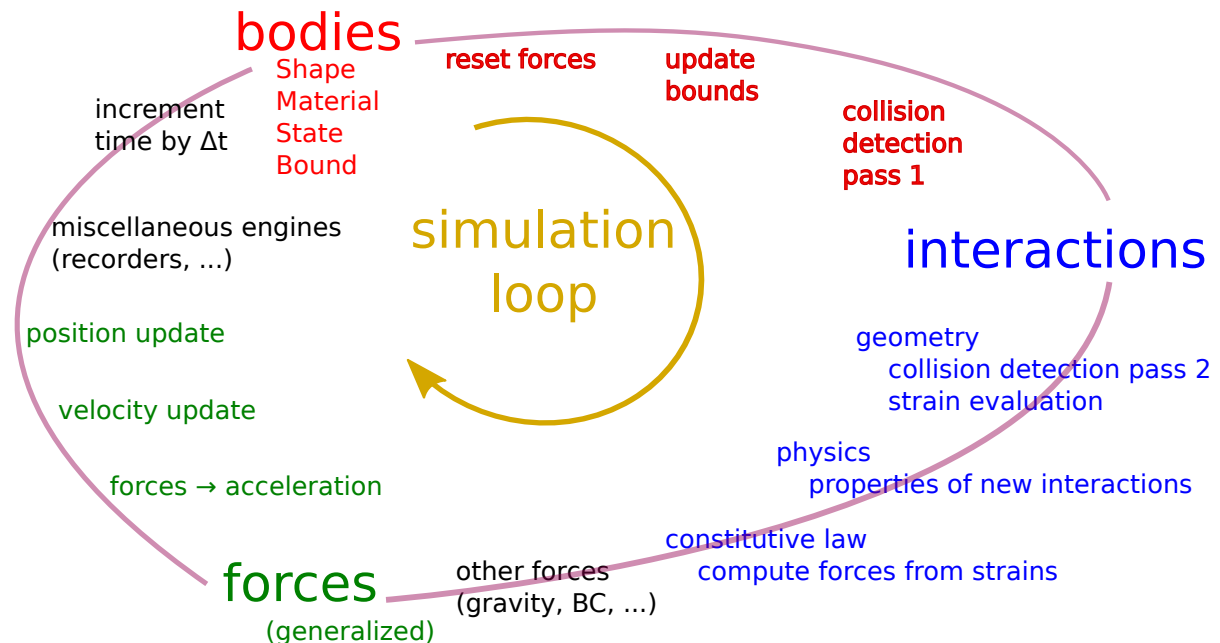 bodies
Shape
Material
State
Bound
reset forces
update
bounds
collision
detection
pass 1
interactions
geometry
collision detection pass 2
strain evaluation
physics
properties of new interactions
constitutive law
compute forces from strains
other forces
(gravity, BC, ...)
forces
(generalized)
forces → acceleration
velocity update
position update
miscellaneous engines
(recorders, ...)
increment
time by Δt
simulation
loop